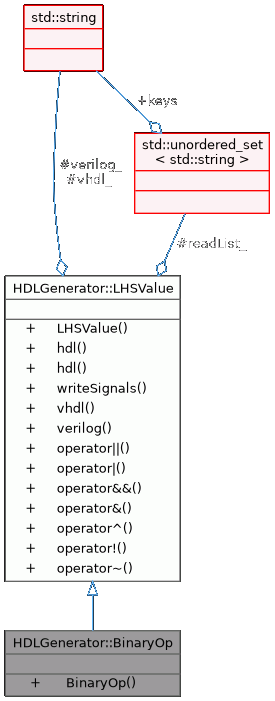 std::string
+keys
std::unordered_set
< std::string >
#verilog_
#vhdl_
#readList_
HDLGenerator::LHSValue
+ LHSValue()
+ hdl()
+ hdl()
+ writeSignals()
+ vhdl()
+ verilog()
+ operator||()
+ operator|()
+ operator&&()
+ operator&()
+ operator^()
+ operator!()
+ operator~()
HDLGenerator::BinaryOp
+ BinaryOp()